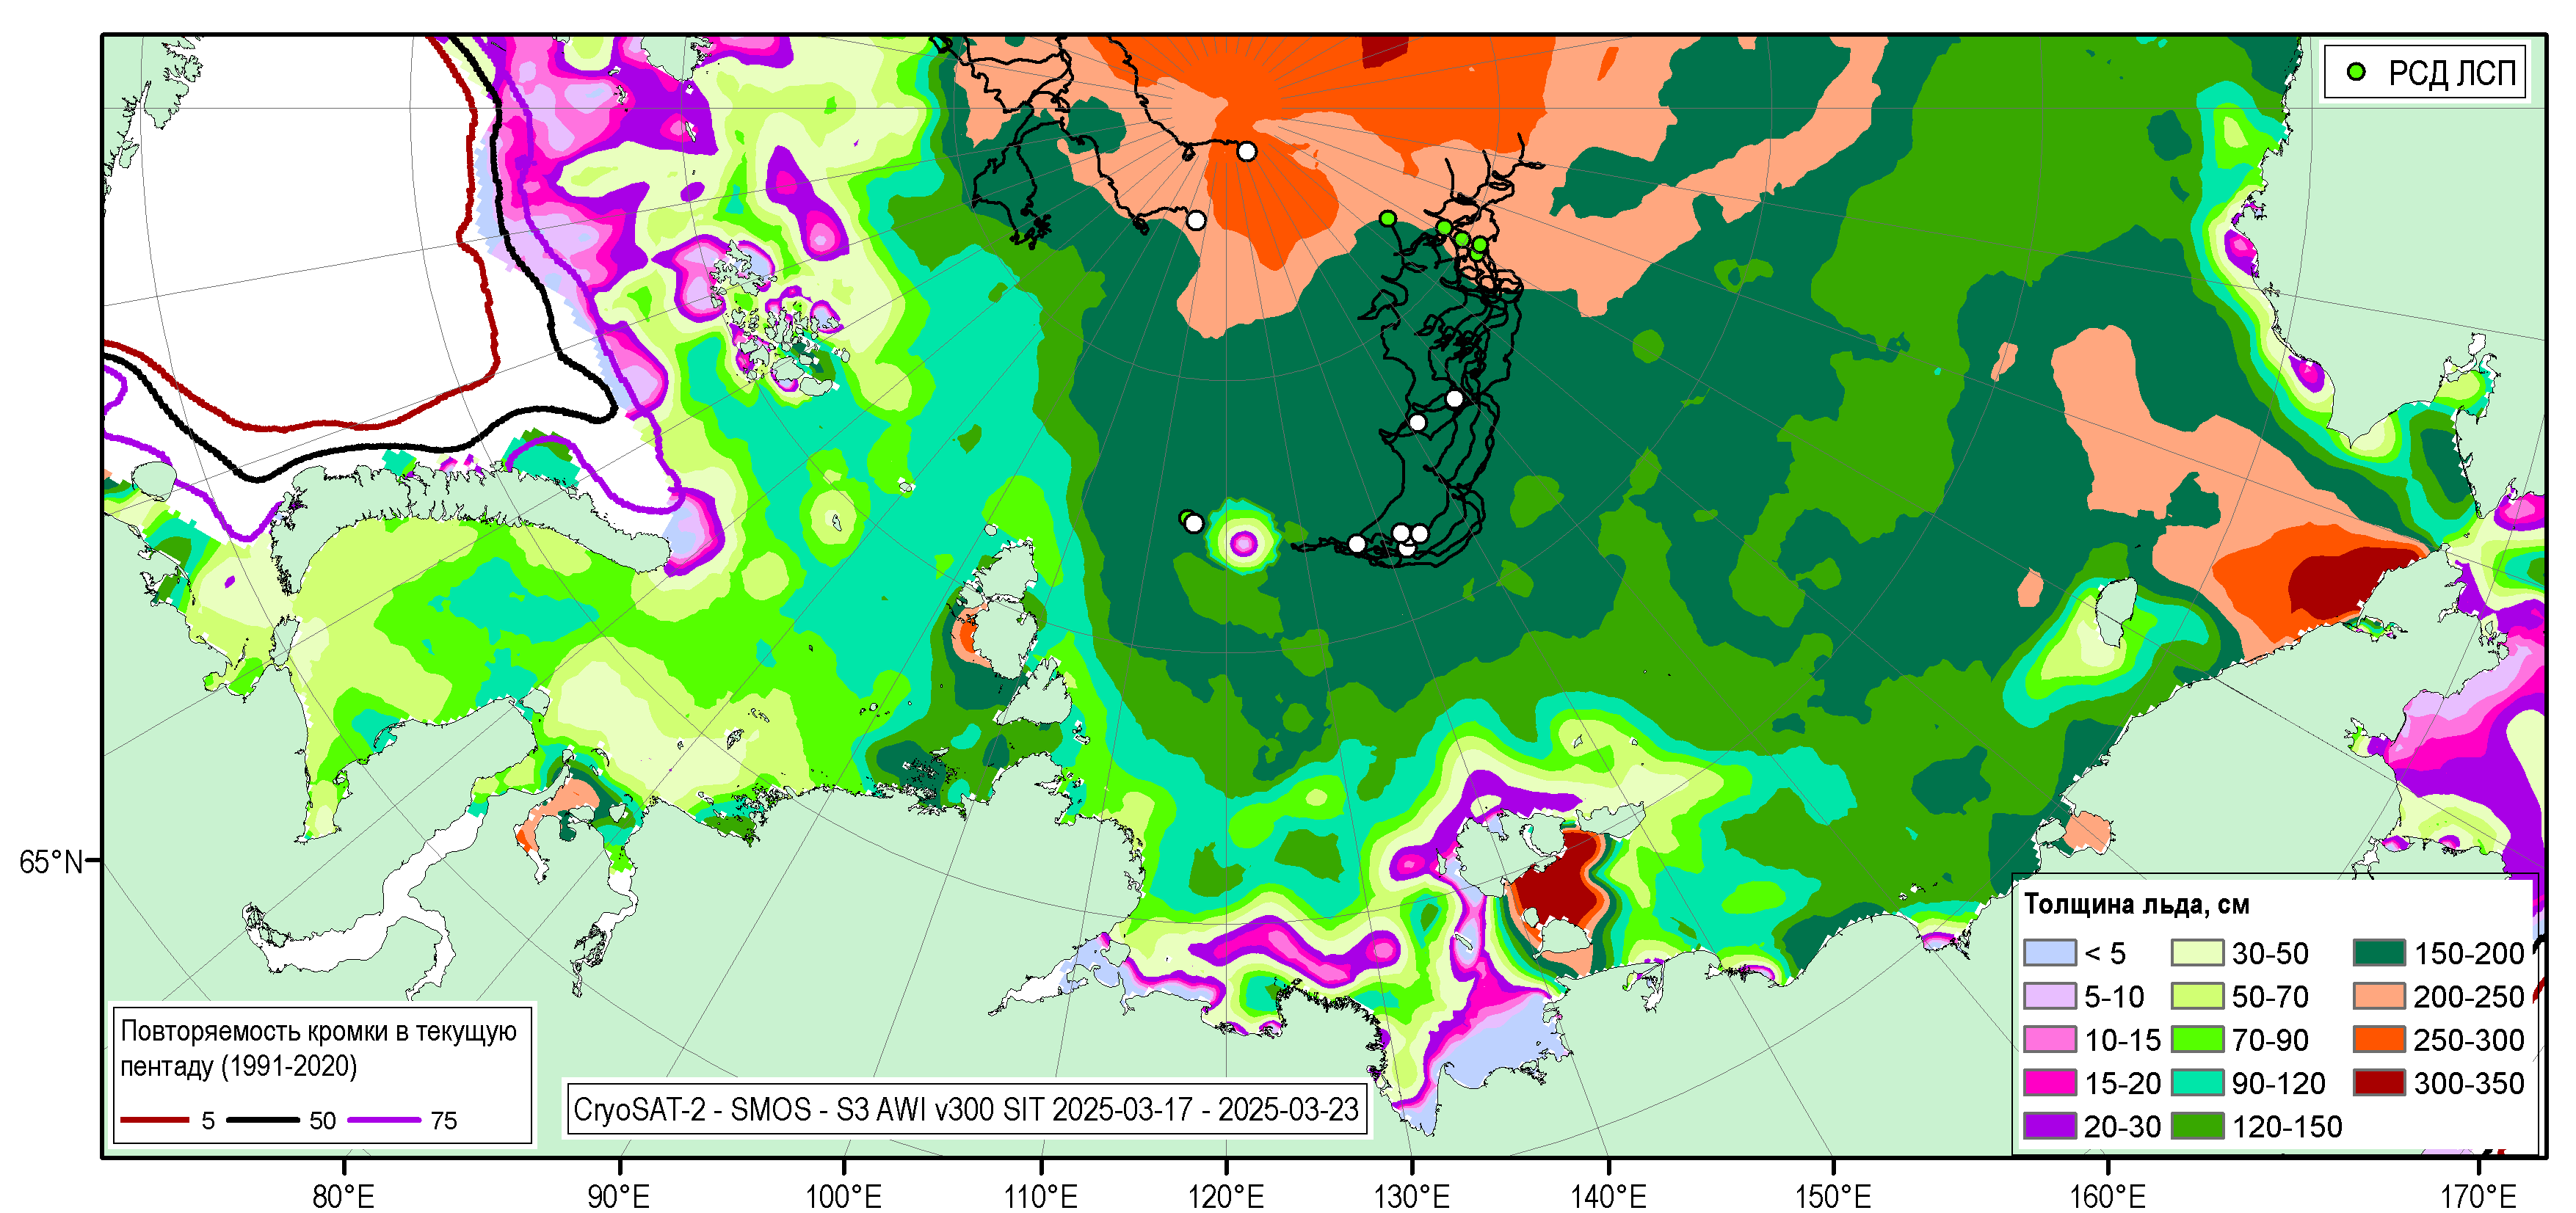 РСД ЛСП
65°N
Толщина льда, см
< 5 30-50 150-200
5-10 50-70 200-250
10-15 70-90 250-300
15-20 90-120 300-350
20-30 120-150
Повторяемость кромки в текущую
пентаду (1991-2020)
5 50 75
CryoSAT-2 - SMOS - S3 AWI v300 SIT 2025-03-17 - 2025-03-23
80°E 90°E 100°E 110°E 120°E 130°E 140°E 150°E 160°E 170°E